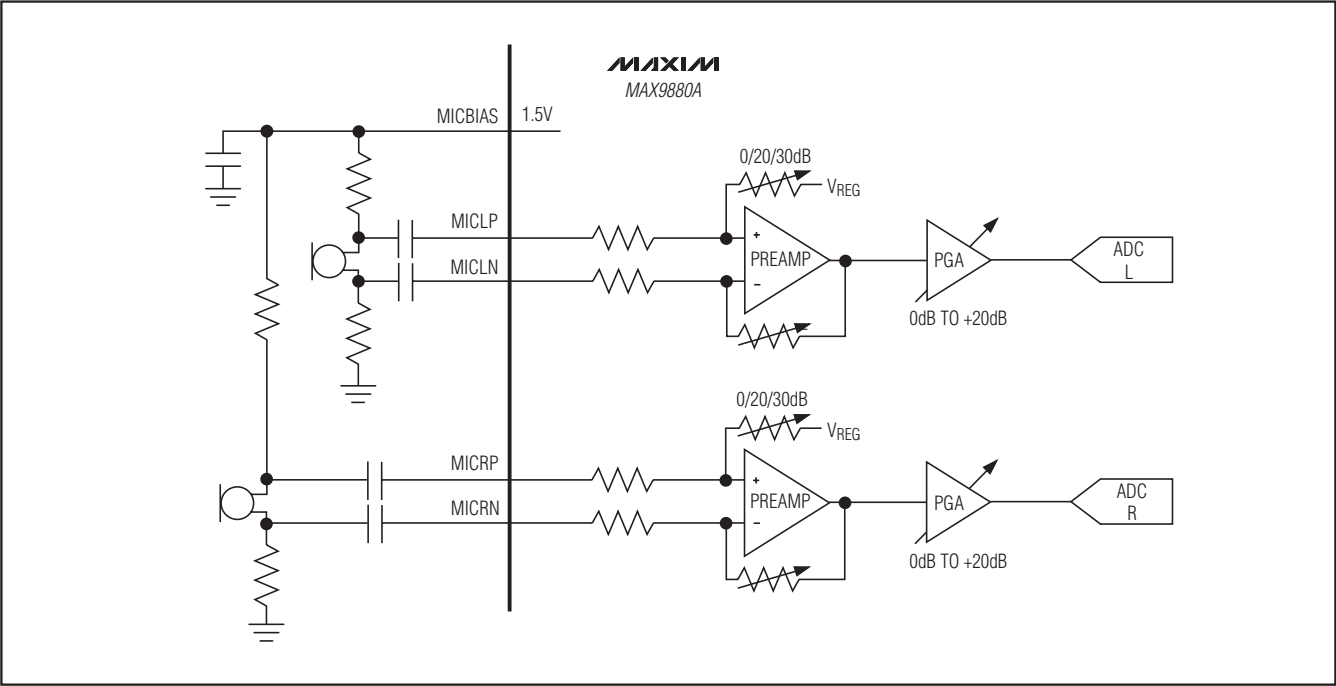 MAXIM
MAX9880A
MICBIAS 1.5V
0/20/30dB
VREG
MICLP
+
PREAMP
–
MICLN
PGA
0dB TO +20dB
ADC
L
0/20/30dB
VREG
MICRP
+
PREAMP
–
MICRN
PGA
0dB TO +20dB
ADC
R